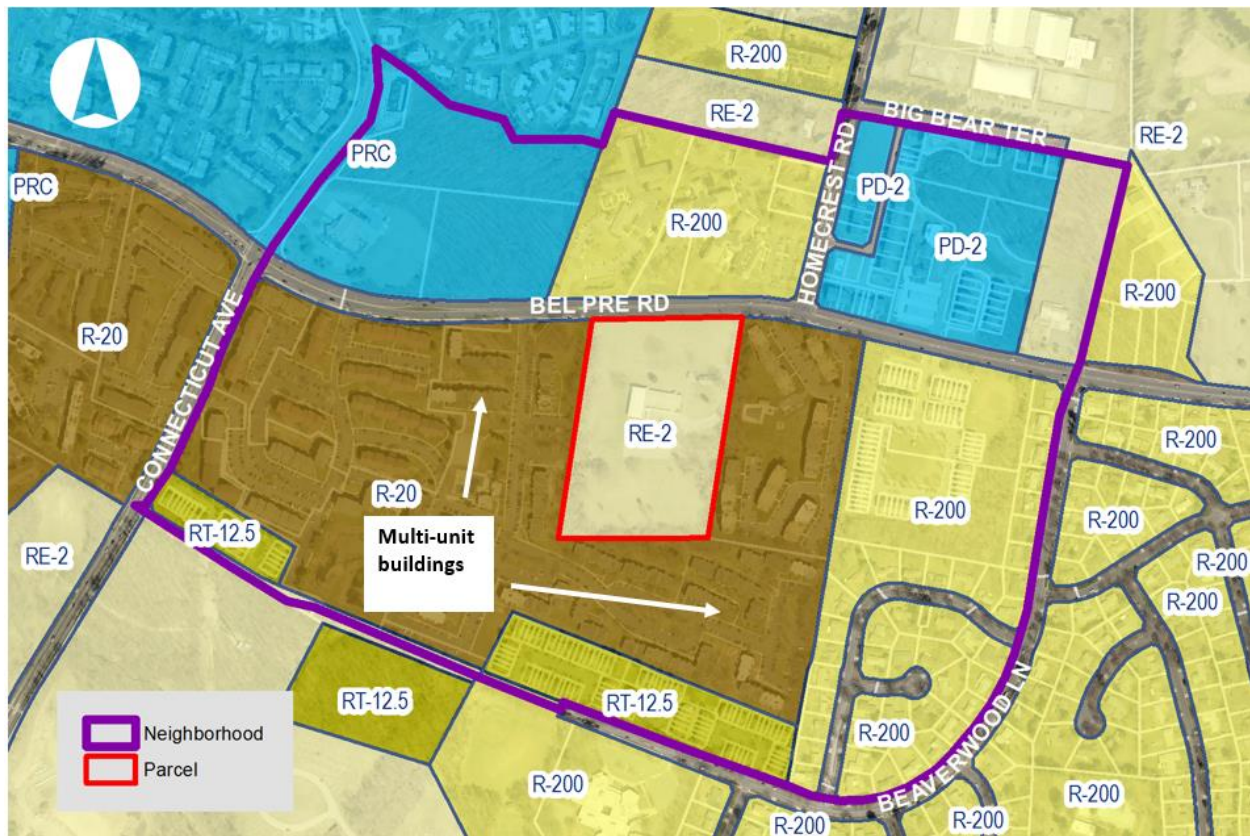 R-200
RE-2
BIG BEAR TER
RE-2
PRC
PRC
HOMECREST RD
PD-2
R-200
PD-2
R-200
BEL PRE RD
CONNECTICUT AVE
R-20
R-200
RE-2
R-200
R-20
R-200
R-200
Multi-unit
buildings
RT-12.5
RE-2
R-200
R-200
RT-12.5
RT-12.5
R-200
BEAVERWOOD LN
R-200
R-200
R-200
R-200
Neighborhood
Parcel